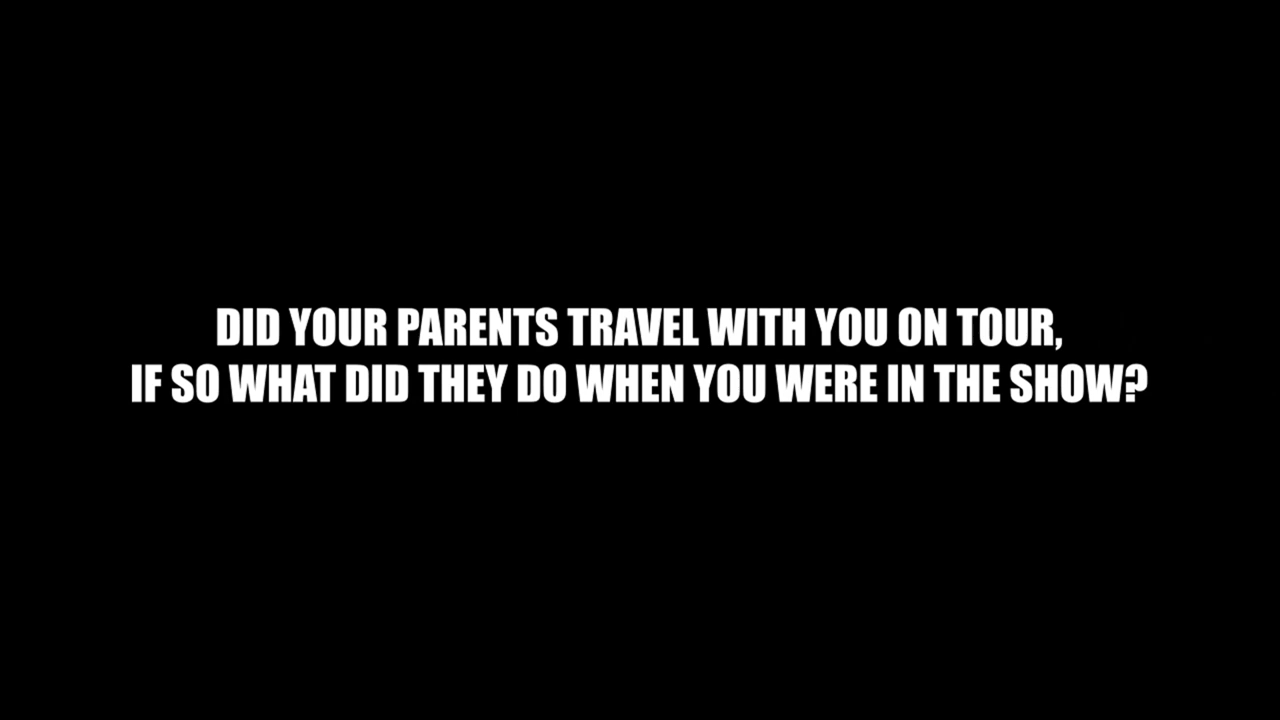 DID YOUR PARENTS TRAVEL WITH YOU ON TOUR,
IF SO WHAT DID THEY DO WHEN YOU WERE IN THE SHOW?